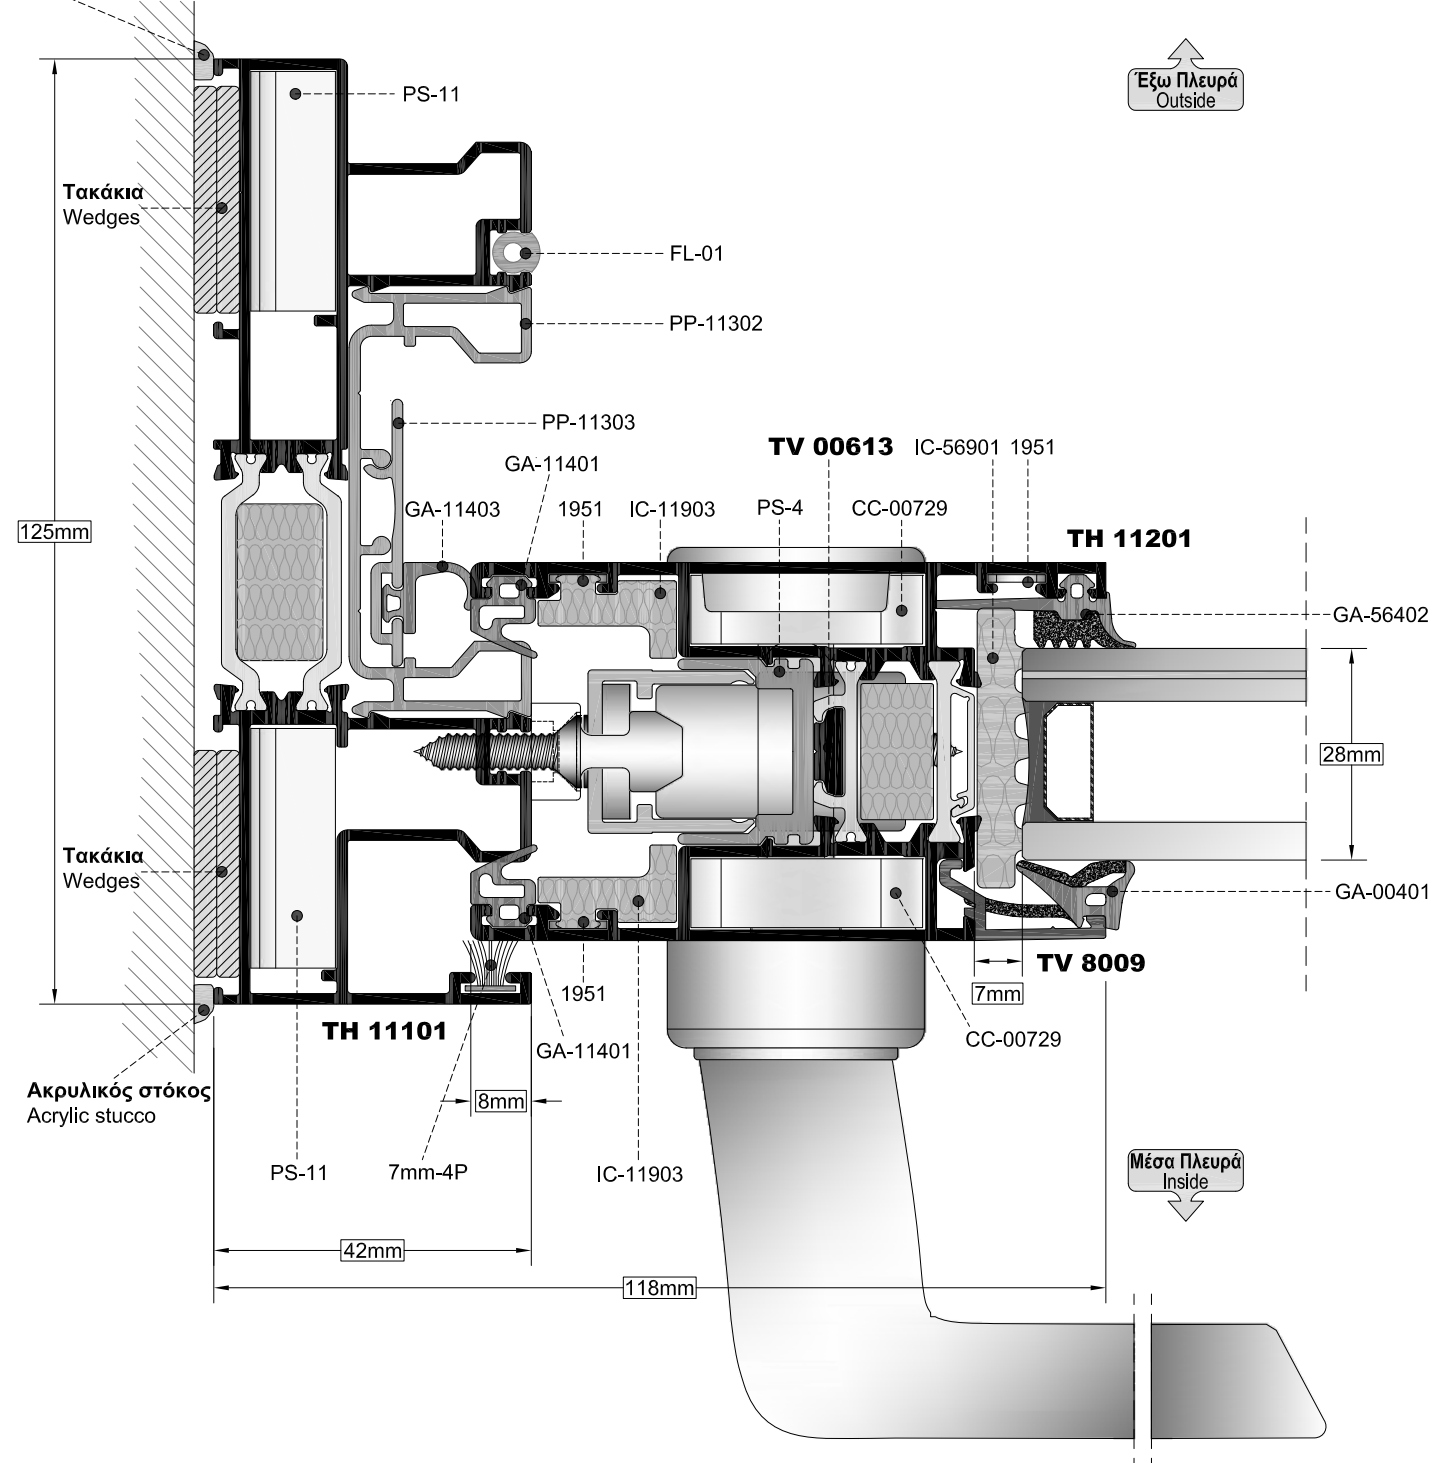 Έξω Πλευρά
Outside
PS-11
Τακάκια
Wedges
FL-01
PP-11302
PP-11303
TV 00613
IC-56901
1951
GA-11401
GA-11403
1951
IC-11903
PS-4
CC-00729
TH 11201
125mm
GA-56402
28mm
Τακάκια
Wedges
GA-00401
TV 8009
7mm
1951
TH 11101
GA-11401
CC-00729
Ακρυλικός στόκος
Acrylic stucco
8mm
PS-11
7mm-4P
IC-11903
Μέσα Πλευρά
Inside
42mm
118mm